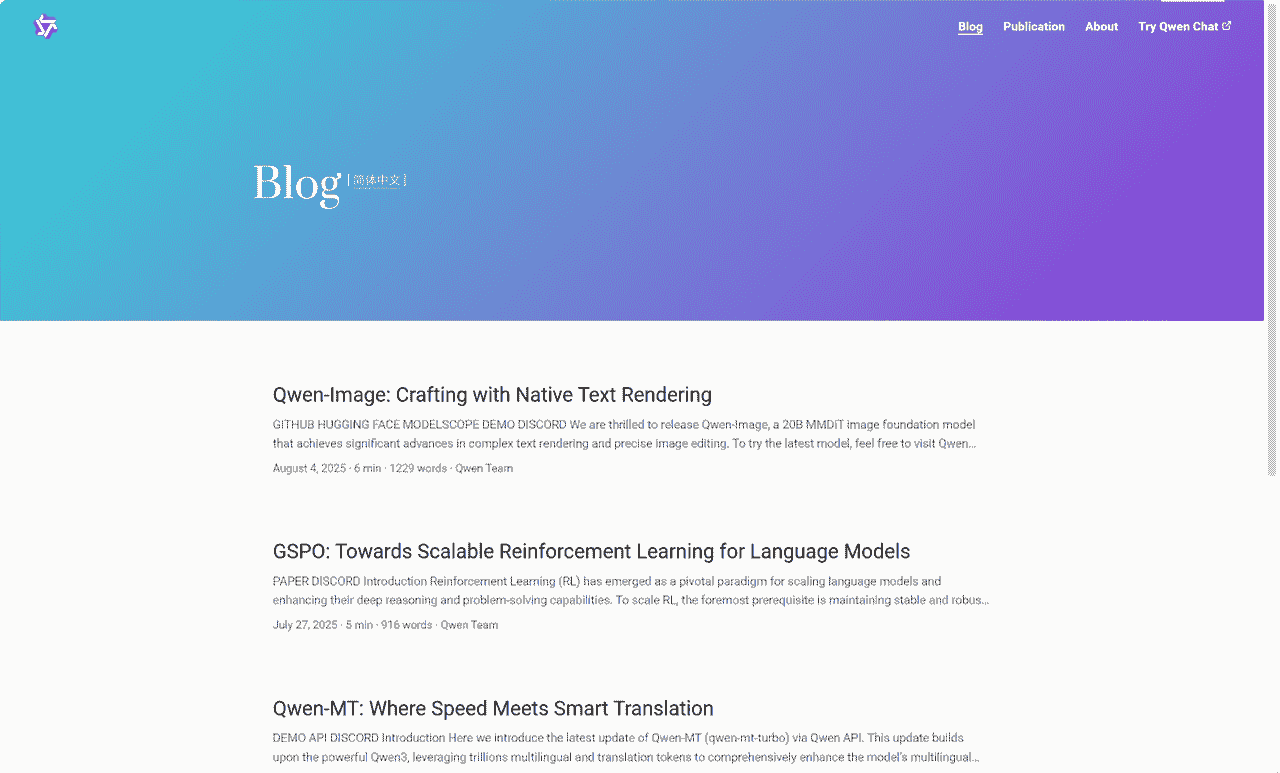 Blog Publication About Try Qwen Chat
Blog [ 简体中文 ]
Qwen-Image: Crafting with Native Text Rendering
GITHUB HUGGING FACE MODELSCOPE DEMO DISCORD We are thrilled to release Qwen-Image, a 20B MMDiT image foundation model
that achieves significant advances in complex text rendering and precise image editing. To try the latest model, feel free to visit Qwen...
August 4, 2025 · 6 min · 1229 words · Qwen Team
GSPO: Towards Scalable Reinforcement Learning for Language Models
PAPER DISCORD Introduction Reinforcement Learning (RL) has emerged as a pivotal paradigm for scaling language models and
enhancing their deep reasoning and problem-solving capabilities. To scale RL, the foremost prerequisite is maintaining stable and robus...
July 27, 2025 · 5 min · 916 words · Qwen Team
Qwen-MT: Where Speed Meets Smart Translation
DEMO API DISCORD Introduction Here we introduce the latest update of Qwen-MT (qwen-mt-turbo) via Qwen API. This update builds
upon the powerful Qwen3, leveraging trillions multilingual and translation tokens to comprehensively enhance the model's multilingual...